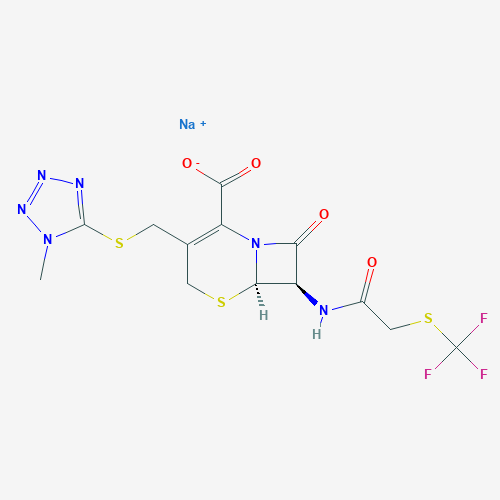 Na +
O - O
N N N N
S
N O
O
S H N H
S F
F F